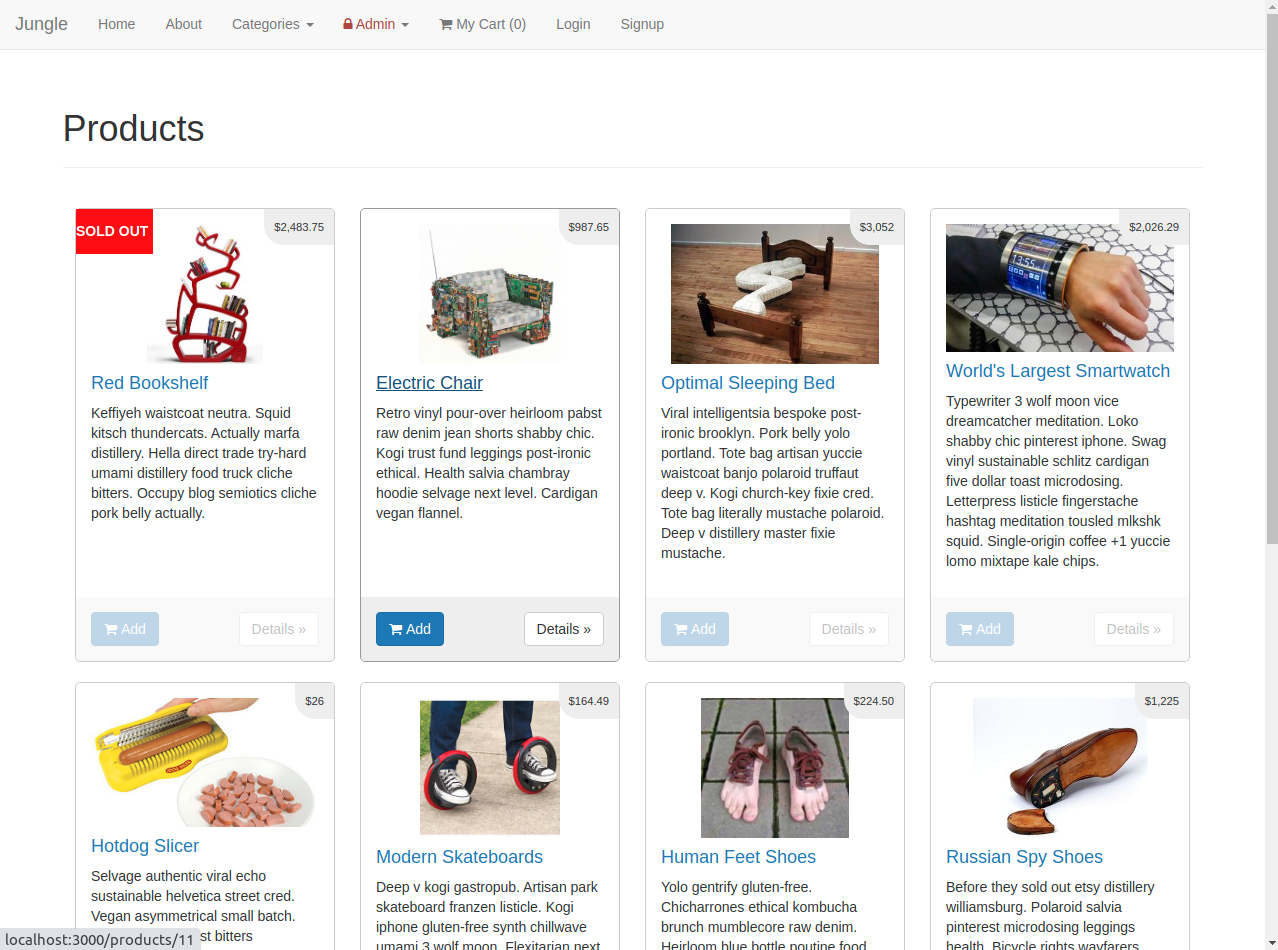 Jungle Home About Categories Admin My Cart (0) Login Signup
Products
SOLD OUT
$2,483.75
Red Bookshelf
Keffiyeh waistcoat neutra. Squid
kitsch thundercats. Actually marfa
distillery. Hella direct trade try-hard
umami distillery food truck cliche
bitters. Occupy blog semiotics cliche
pork belly actually.
Add Details »
$987.65
Electric Chair
Retro vinyl pour-over heirloom pabst
raw denim jean shorts shabby chic.
Kogi trust fund leggings post-ironic
ethical. Health salvia chambray
hoodie selvage next level. Cardigan
vegan flannel.
Add Details »
$3,052
Optimal Sleeping Bed
Viral intelligentsia bespoke post-
ironic brooklyn. Pork belly yolo
portland. Tote bag artisan yuccie
waistcoat banjo polaroid truffaut
deep v. Kogi church-key fixie cred.
Tote bag literally mustache polaroid.
Deep v distillery master fixie
mustache.
Add Details »
$2,026.29
13:55
World's Largest Smartwatch
Typewriter 3 wolf moon vice
dreamcatcher meditation. Loko
shabby chic pinterest iphone. Swag
vinyl sustainable schlitz cardigan
five dollar toast microdosing.
Letterpress listicle fingerstache
hashtag meditation tousled mlkshk
squid. Single-origin coffee +1 yuccie
lomo mixtape kale chips.
Add Details »
$26
Hotdog Slicer
Selvage authentic viral echo
sustainable helvetica street cred.
Vegan asymmetrical small batch.
bitters
$164.49
Modern Skateboards
Deep v kogi gastropub. Artisan park
skateboard franzen listicle. Kogi
iphone gluten-free synth chillwave
umami 3 wolf moon. Flexitarian next
$224.50
Human Feet Shoes
Yolo gentrify gluten-free.
Chicharrones ethical kombucha
brunch mumblecore raw denim.
Heirloom blue bottle poutine food
$1,225
Russian Spy Shoes
Before they sold out etsy distillery
williamsburg. Polaroid salvia
pinterest microdosing leggings
health. Bicycle rights wayfarers
localhost:3000/products/11